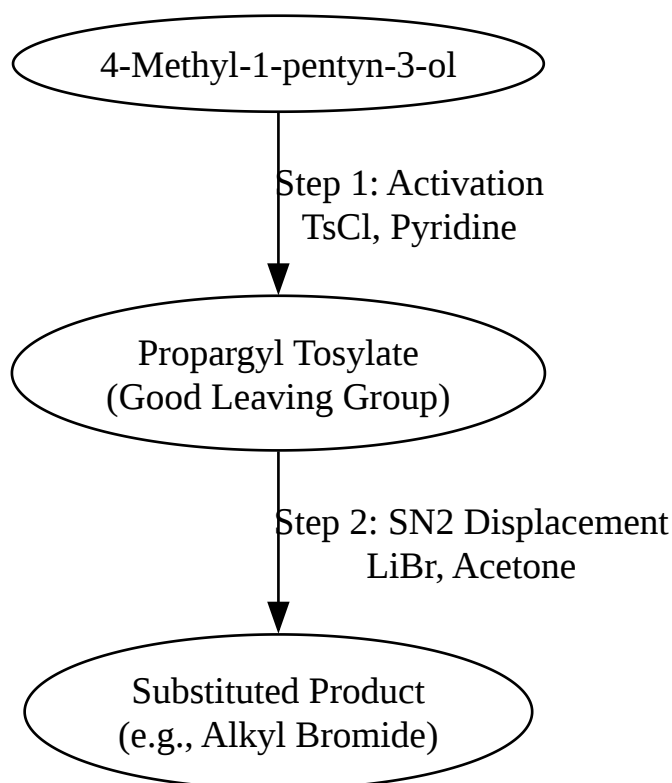 4-Methyl-1-pentyn-3-ol
Step 1: Activation
TsCl, Pyridine
Propargyl Tosylate
(Good Leaving Group)
Step 2: SN2 Displacement
LiBr, Acetone
Substituted Product
(e.g., Alkyl Bromide)